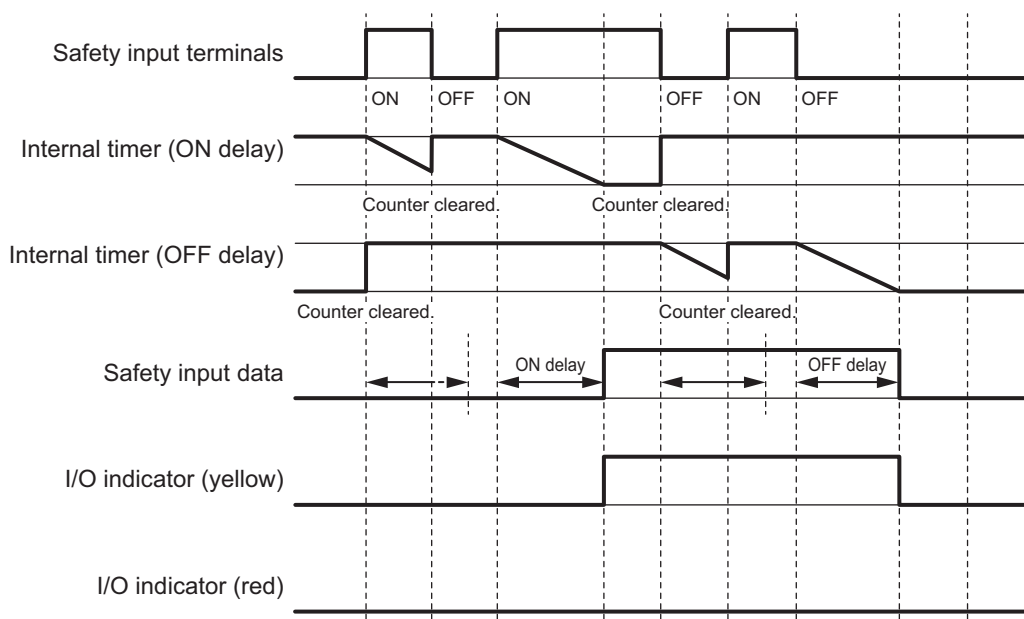 Safety input terminals
ON OFF ON OFF ON OFF
Internal timer (ON delay)
Counter cleared. Counter cleared.
Internal timer (OFF delay)
Counter cleared. Counter cleared.
Safety input data
ON delay OFF delay
I/O indicator (yellow)
I/O indicator (red)